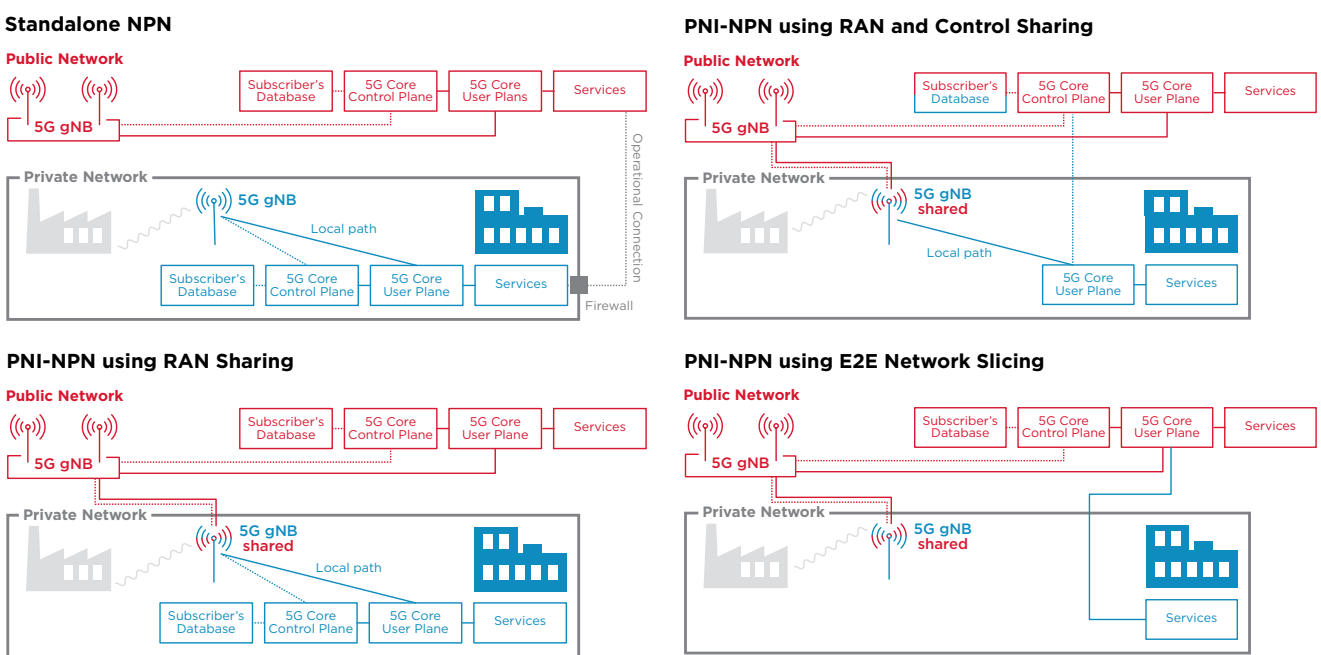 Standalone NPN
Public Network
Subscriber's
Database
5G Core
Control Plane
5G Core
User Plans
Services
5G gNB
Operational Connection
Private Network
5G gNB
Local path
Subscriber's
Database
5G Core
Control Plane
5G Core
User Plane
Services
Firewall
PNI-NPN using RAN and Control Sharing
Public Network
Subscriber's
Database
5G Core
Control Plane
5G Core
User Plane
Services
5G gNB
Private Network
5G gNB
shared
Local path
5G Core
User Plane
Services
PNI-NPN using RAN Sharing
Public Network
Subscriber's
Database
5G Core
Control Plane
5G Core
User Plane
Services
5G gNB
Private Network
5G gNB
shared
Local path
Subscriber's
Database
5G Core
Control Plane
5G Core
User Plane
Services
PNI-NPN using E2E Network Slicing
Public Network
Subscriber's
Database
5G Core
Control Plane
5G Core
User Plane
Services
5G gNB
Private Network
5G gNB
shared
Services